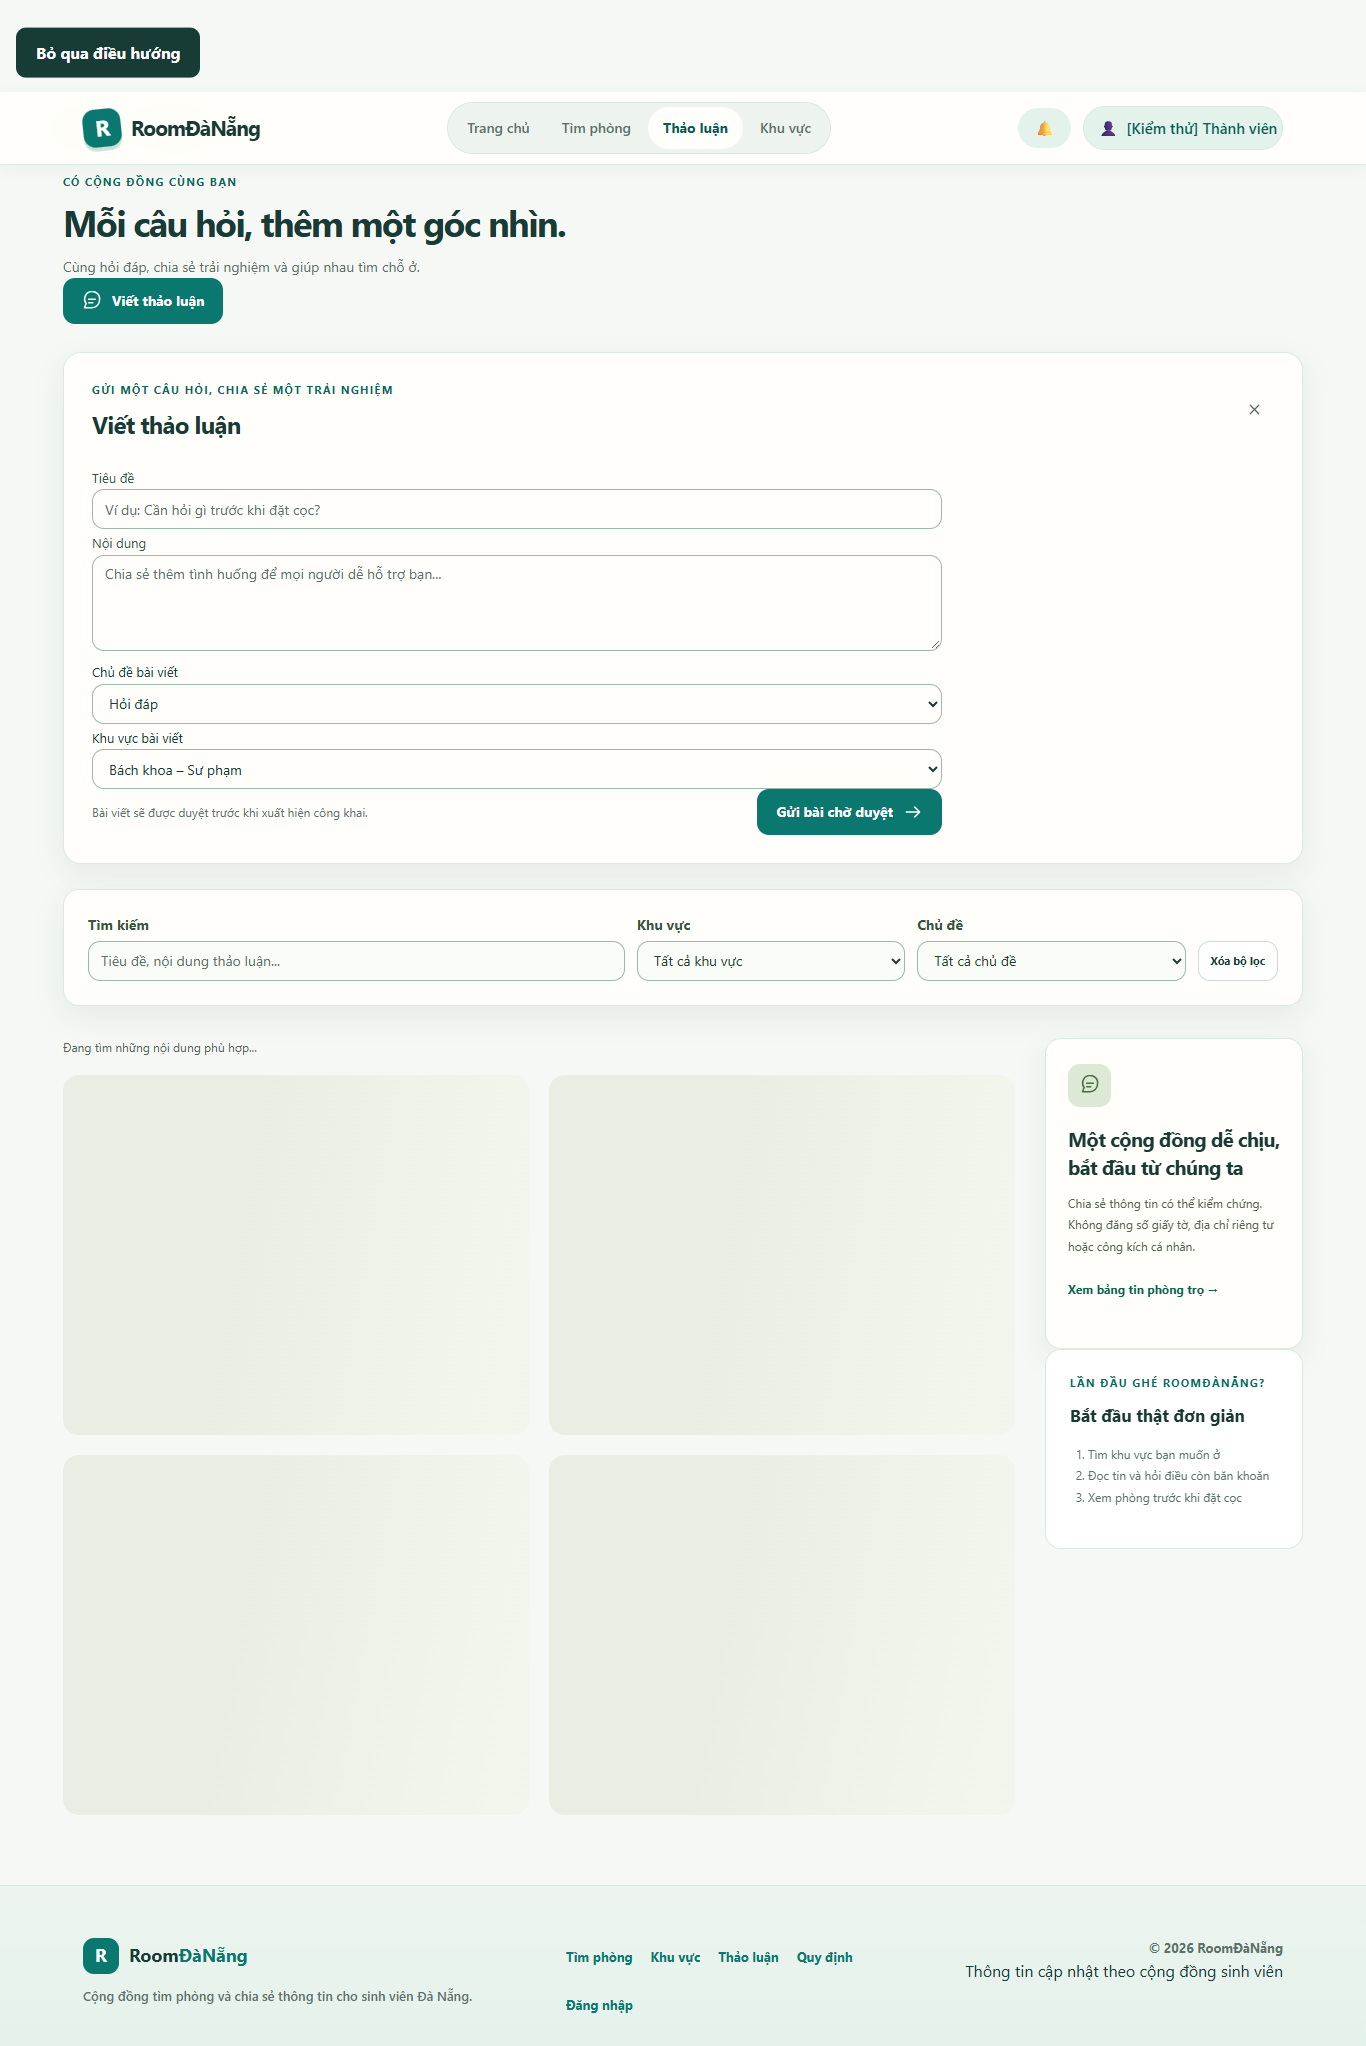 Bỏ qua điều hướng
R RoomĐàNẵng
Trang chủ
Tìm phòng
Thảo luận
Khu vực
[Kiểm thử] Thành viên
CÓ CỘNG ĐỒNG CÙNG BẠN
Mỗi câu hỏi, thêm một góc nhìn.
Cùng hỏi đáp, chia sẻ trải nghiệm và giúp nhau tìm chỗ ở.
Viết thảo luận
GỬI MỘT CÂU HỎI, CHIA SẺ MỘT TRẢI NGHIỆM
Viết thảo luận
Tiêu đề
Ví dụ: Cần hỏi gì trước khi đặt cọc?
Nội dung
Chia sẻ thêm tình huống để mọi người dễ hỗ trợ bạn...
Chủ đề bài viết
Hỏi đáp
Khu vực bài viết
Bách khoa – Sư phạm
Bài viết sẽ được duyệt trước khi xuất hiện công khai.
Gửi bài chờ duyệt →
Tìm kiếm
Tiêu đề, nội dung thảo luận...
Khu vực
Tất cả khu vực
Chủ đề
Tất cả chủ đề
Xóa bộ lọc
Đang tìm những nội dung phù hợp...
Một cộng đồng dễ chịu,
bắt đầu từ chúng ta
Chia sẻ thông tin có thể kiểm chứng.
Không đăng số giấy tờ, địa chỉ riêng tư
hoặc công kích cá nhân.
Xem bảng tin phòng trọ →
LẦN ĐẦU GHÉ ROOMĐÀNẴNG?
Bắt đầu thật đơn giản
1. Tìm khu vực bạn muốn ở
2. Đọc tin và hỏi điều còn băn khoăn
3. Xem phòng trước khi đặt cọc
R RoomĐàNẵng
Cộng đồng tìm phòng và chia sẻ thông tin cho sinh viên Đà Nẵng.
Tìm phòng
Khu vực
Thảo luận
Quy định
Đăng nhập
© 2026 RoomĐàNẵng
Thông tin cập nhật theo cộng đồng sinh viên